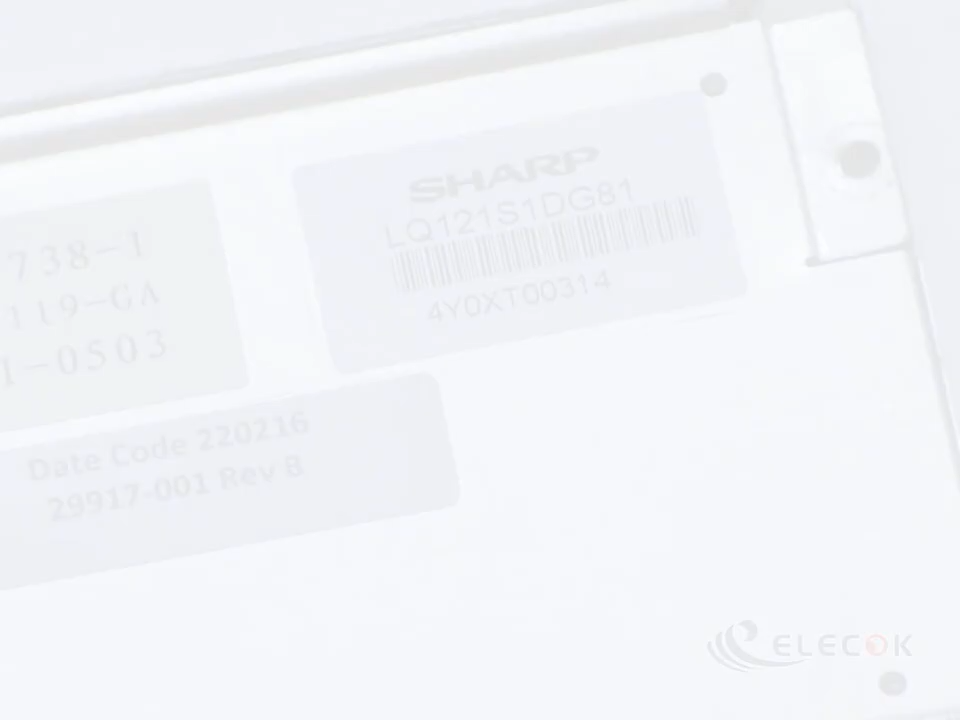 738-1
119-GA
1-0503
SHARP
LQ121S1DG81
4Y0XT00314
Date Code 220216
29917-001 Rev B
ELECOK